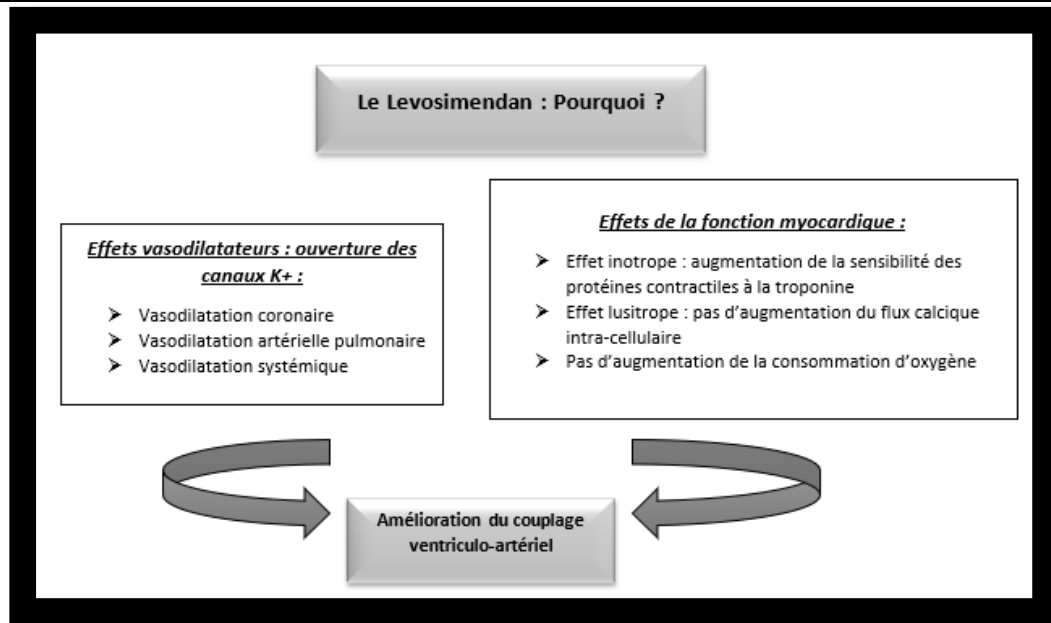 Le Levosimendan : Pourquoi ?
Effets vasodilatateurs : ouverture des
canaux K+ :
➤ Vasodilatation coronaire
➤ Vasodilatation artérielle pulmonaire
➤ Vasodilatation systémique
Effets de la fonction myocardique :
➤ Effet inotrope : augmentation de la sensibilité des
protéines contractiles à la troponine
➤ Effet lusitrope : pas d’augmentation du flux calcique
intra-cellulaire
➤ Pas d’augmentation de la consommation d’oxygène
Amélioration du couplage
ventriculo-artériel